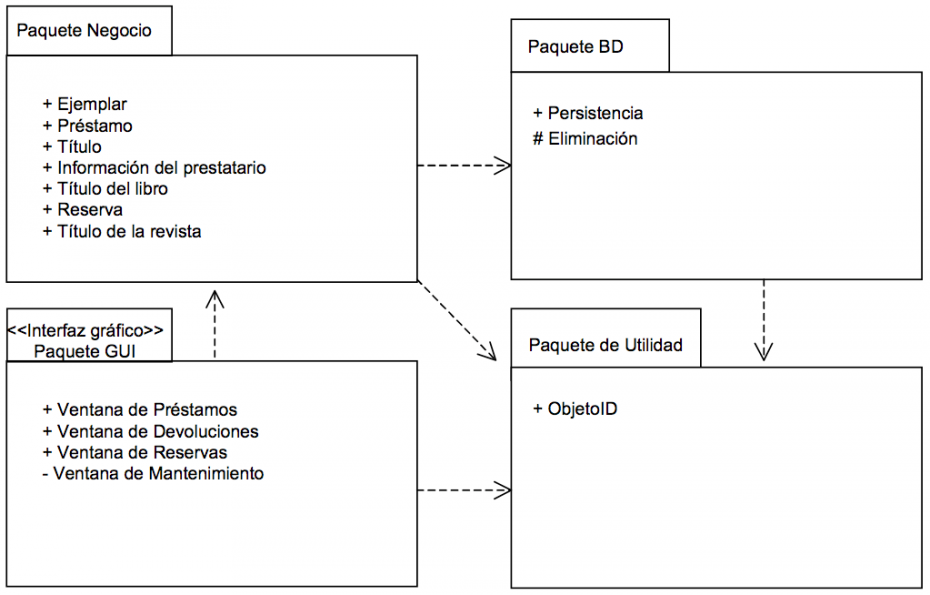 Paquete Negocio
+ Ejemplar
+ Préstamo
+ Título
+ Información del prestatario
+ Título del libro
+ Reserva
+ Título de la revista
Paquete BD
+ Persistencia
# Eliminación
<<Interfaz gráfico>>
Paquete GUI
+ Ventana de Préstamos
+ Ventana de Devoluciones
+ Ventana de Reservas
- Ventana de Mantenimiento
Paquete de Utilidad
+ ObjetoID